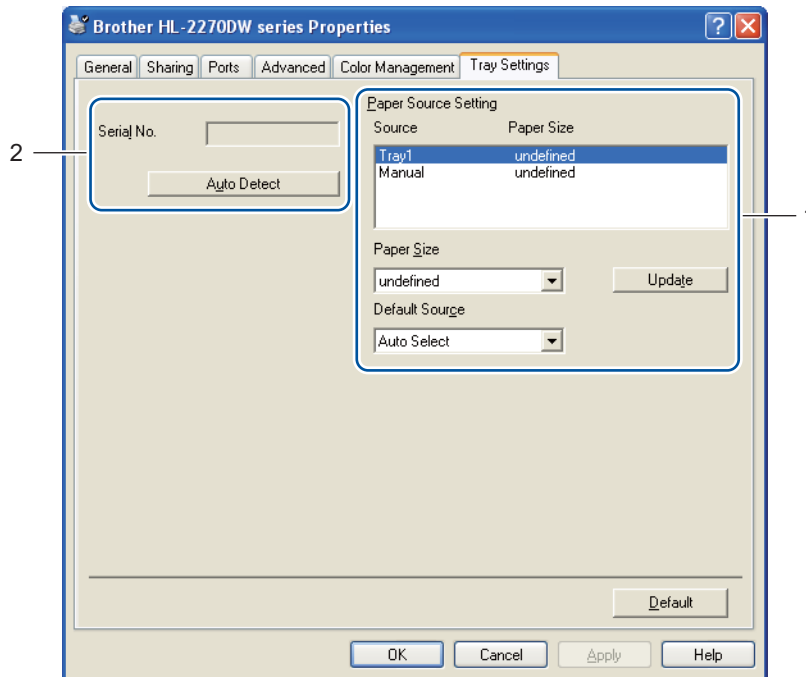 Brother HL-2270DW series Properties
General Sharing Ports Advanced Color Management Tray Settings
2
Serial No.
Auto Detect
Paper Source Setting
Source Paper Size
Tray1 undefined
Manual undefined
Paper Size
undefined
Update
Default Source
Auto Select
Default
OK Cancel Apply Help